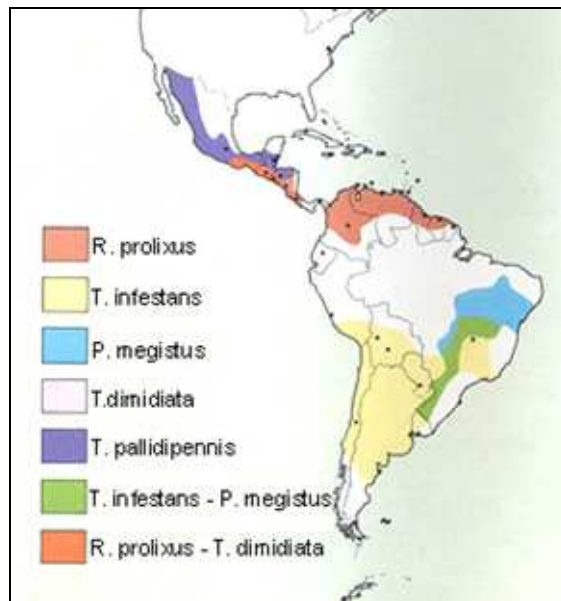 R. prolixus
T. infestans
P. megistus
T.dimidiata
T. pallidipennis
T. infestans - P. megistus
R. prolixus - T. dimidiata